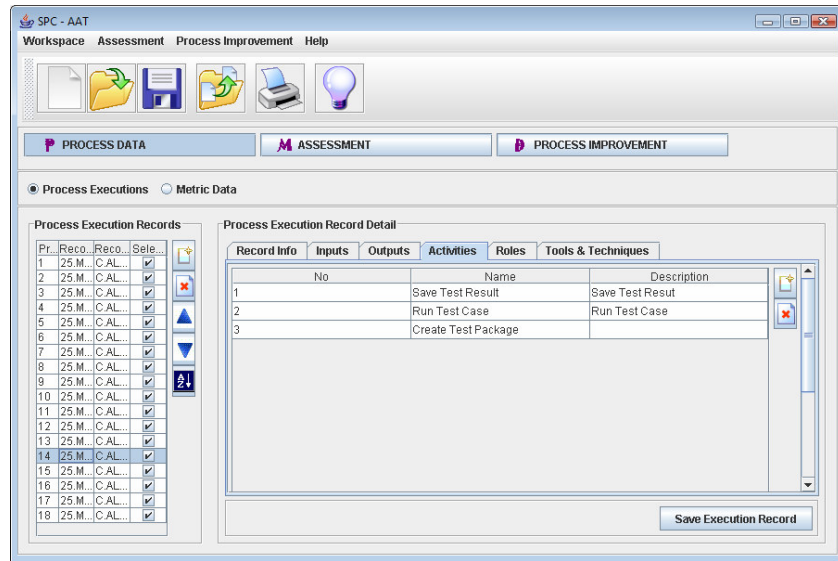 SPC - AAT
Workspace Assessment Process Improvement Help
P PROCESS DATA M ASSESSMENT PROCESS IMPROVEMENT
Process Executions Metric Data
Process Execution Records
Pr... Reco... Reco... Sele...
1 25.M... C.AL...
2 25.M... C.AL...
3 25.M... C.AL...
4 25.M... C.AL...
5 25.M... C.AL...
6 25.M... C.AL...
7 25.M... C.AL...
8 25.M... C.AL...
9 25.M... C.AL...
10 25.M... C.AL...
11 25.M... C.AL...
12 25.M... C.AL...
13 25.M... C.AL...
14 25.M... C.AL...
15 25.M... C.AL...
16 25.M... C.AL...
17 25.M... C.AL...
18 25.M... C.AL...
A Z
Process Execution Record Detail
Record Info Inputs Outputs Activities Roles Tools & Techniques
No Name Description
1 Save Test Result Save Test Resut
2 Run Test Case Run Test Case
3 Create Test Package
Save Execution Record